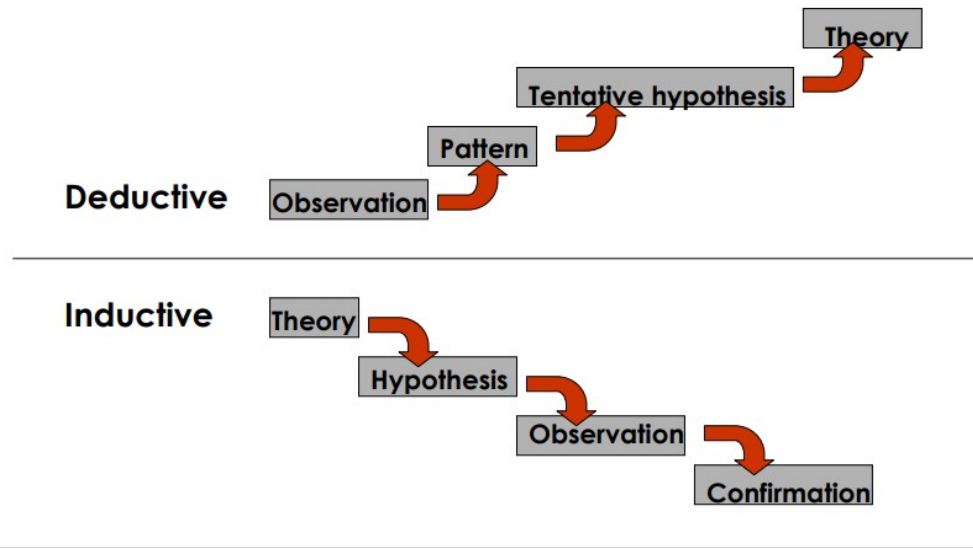 Theory
Tentative hypothesis
Pattern
Deductive
Observation
Inductive
Theory
Hypothesis
Observation
Confirmation